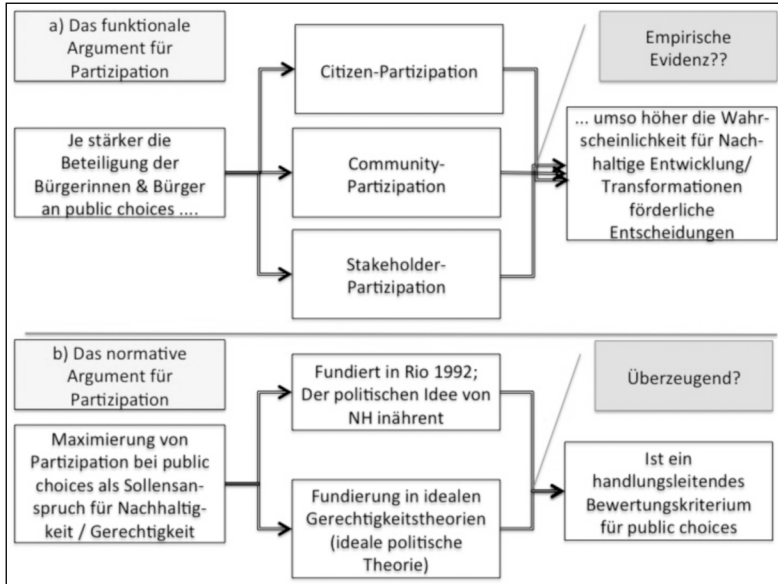 a) Das funktionale
Argument für
Partizipation
Je stärker die
Beteiligung der
Bürgerinnen & Bürger
an public choices ....
Citizen-Partizipation
Community-
Partizipation
Stakeholder-
Partizipation
Empirische
Evidenz??
... umso höher die Wahr-
scheinlichkeit für Nach-
haltige Entwicklung/
Transformationen
förderliche
Entscheidungen
b) Das normative
Argument für
Partizipation
Maximierung von
Partizipation bei public
choices als Sollensan-
spruch für Nachhaltig-
keit / Gerechtigkeit
Fundiert in Rio 1992;
Der politischen Idee von
NH inährent
Fundierung in idealen
Gerechtigkeitstheorien
(ideale politische
Theorie)
Überzeugend?
Ist ein
handlungsleitendes
Bewertungskriterium
für public choices